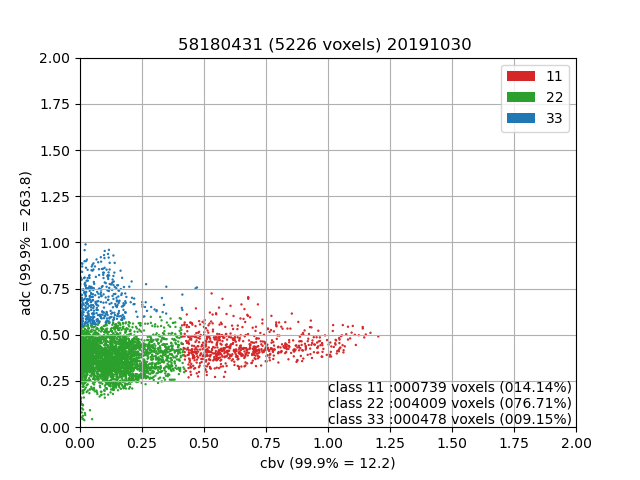 58180431 (5226 voxels) 20191030
2.00
1.75
1.50
1.25
1.00
0.75
0.50
0.25
0.00
adc (99.9% = 263.8)
11
22
33
class 11 :000739 voxels (014.14%)
class 22 :004009 voxels (076.71%)
class 33 :000478 voxels (009.15%)
0.00 0.25 0.50 0.75 1.00 1.25 1.50 1.75 2.00
cbv (99.9% = 12.2)